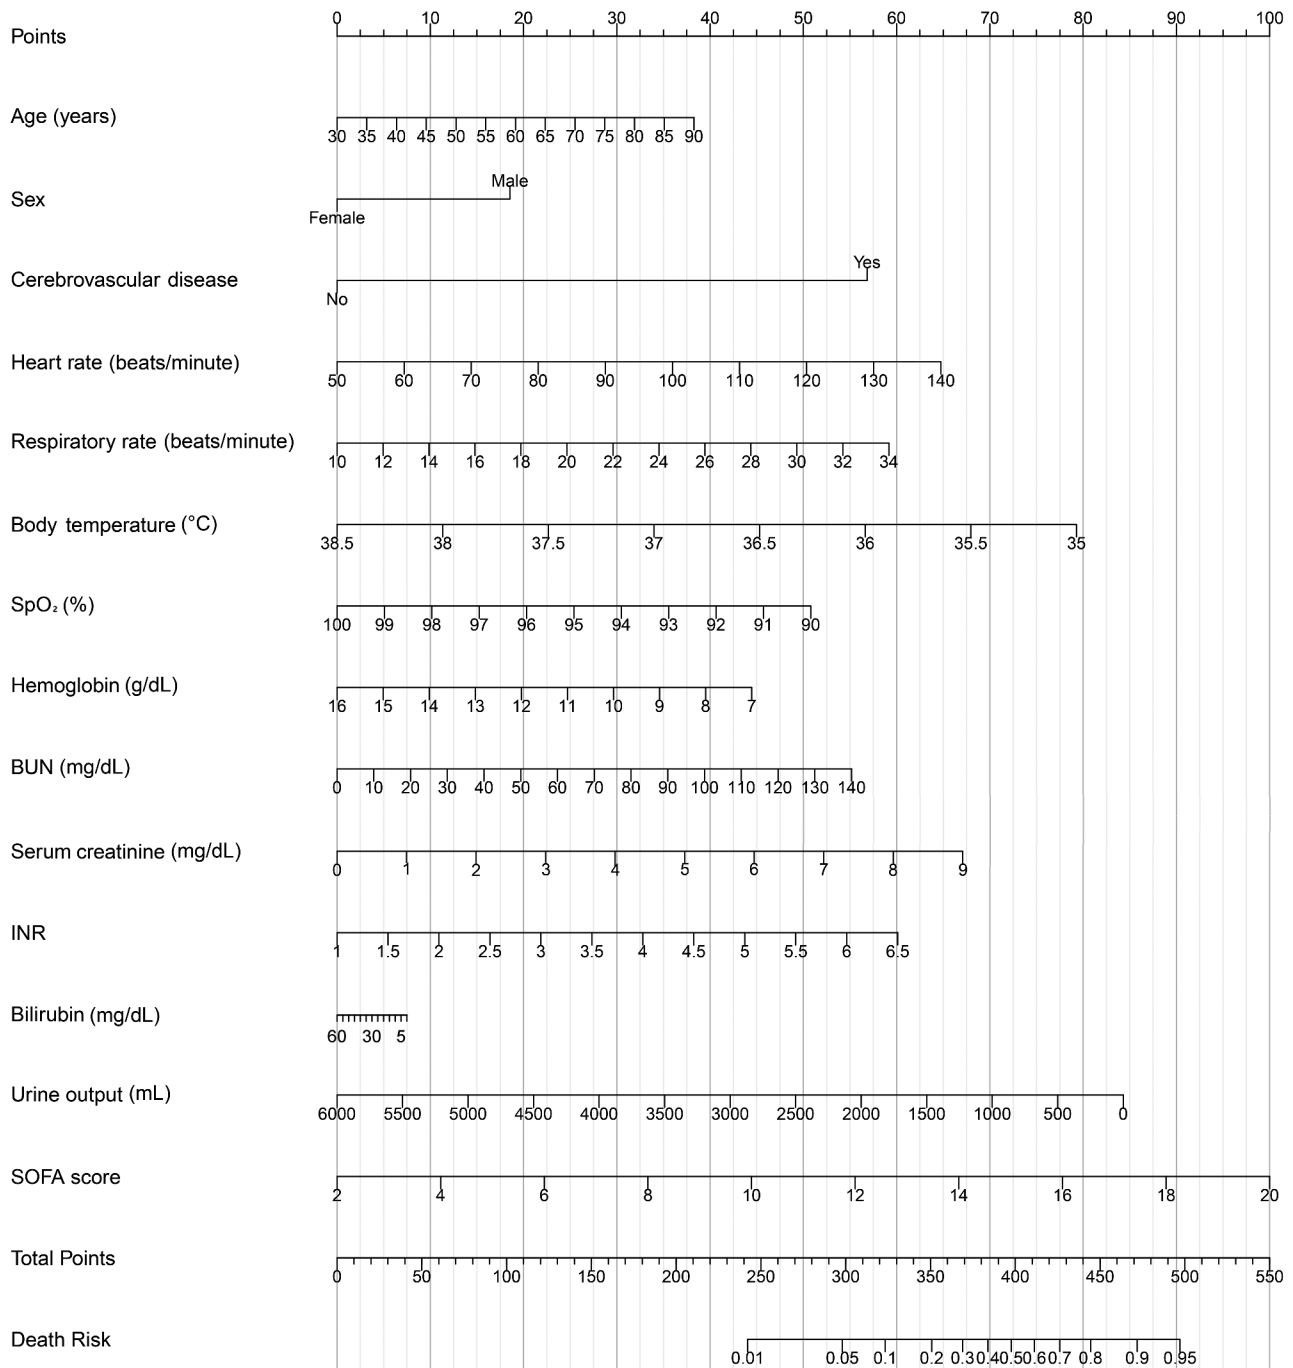 0 10 20 30 40 50 60 70 80 90 100
Points
Age (years)
30 35 40 45 50 55 60 65 70 75 80 85 90
Male
Sex
Female
Yes
Cerebrovascular disease
No
Heart rate (beats/minute)
50 60 70 80 90 100 110 120 130 140
Respiratory rate (beats/minute)
10 12 14 16 18 20 22 24 26 28 30 32 34
Body temperature (°C)
38.5 38 37.5 37 36.5 36 35.5 35
SpO₂ (%)
100 99 98 97 96 95 94 93 92 91 90
Hemoglobin (g/dL)
16 15 14 13 12 11 10 9 8 7
BUN (mg/dL)
0 10 20 30 40 50 60 70 80 90 100 110 120 130 140
Serum creatinine (mg/dL)
0 1 2 3 4 5 6 7 8 9
INR
1 1.5 2 2.5 3 3.5 4 4.5 5 5.5 6 6.5
Bilirubin (mg/dL)
60 30 5
Urine output (mL)
6000 5500 5000 4500 4000 3500 3000 2500 2000 1500 1000 500 0
SOFA score
2 4 6 8 10 12 14 16 18 20
Total Points
0 50 100 150 200 250 300 350 400 450 500 550
Death Risk
0.01 0.05 0.1 0.2 0.3 0.4 0.5 0.6 0.7 0.8 0.9 0.95